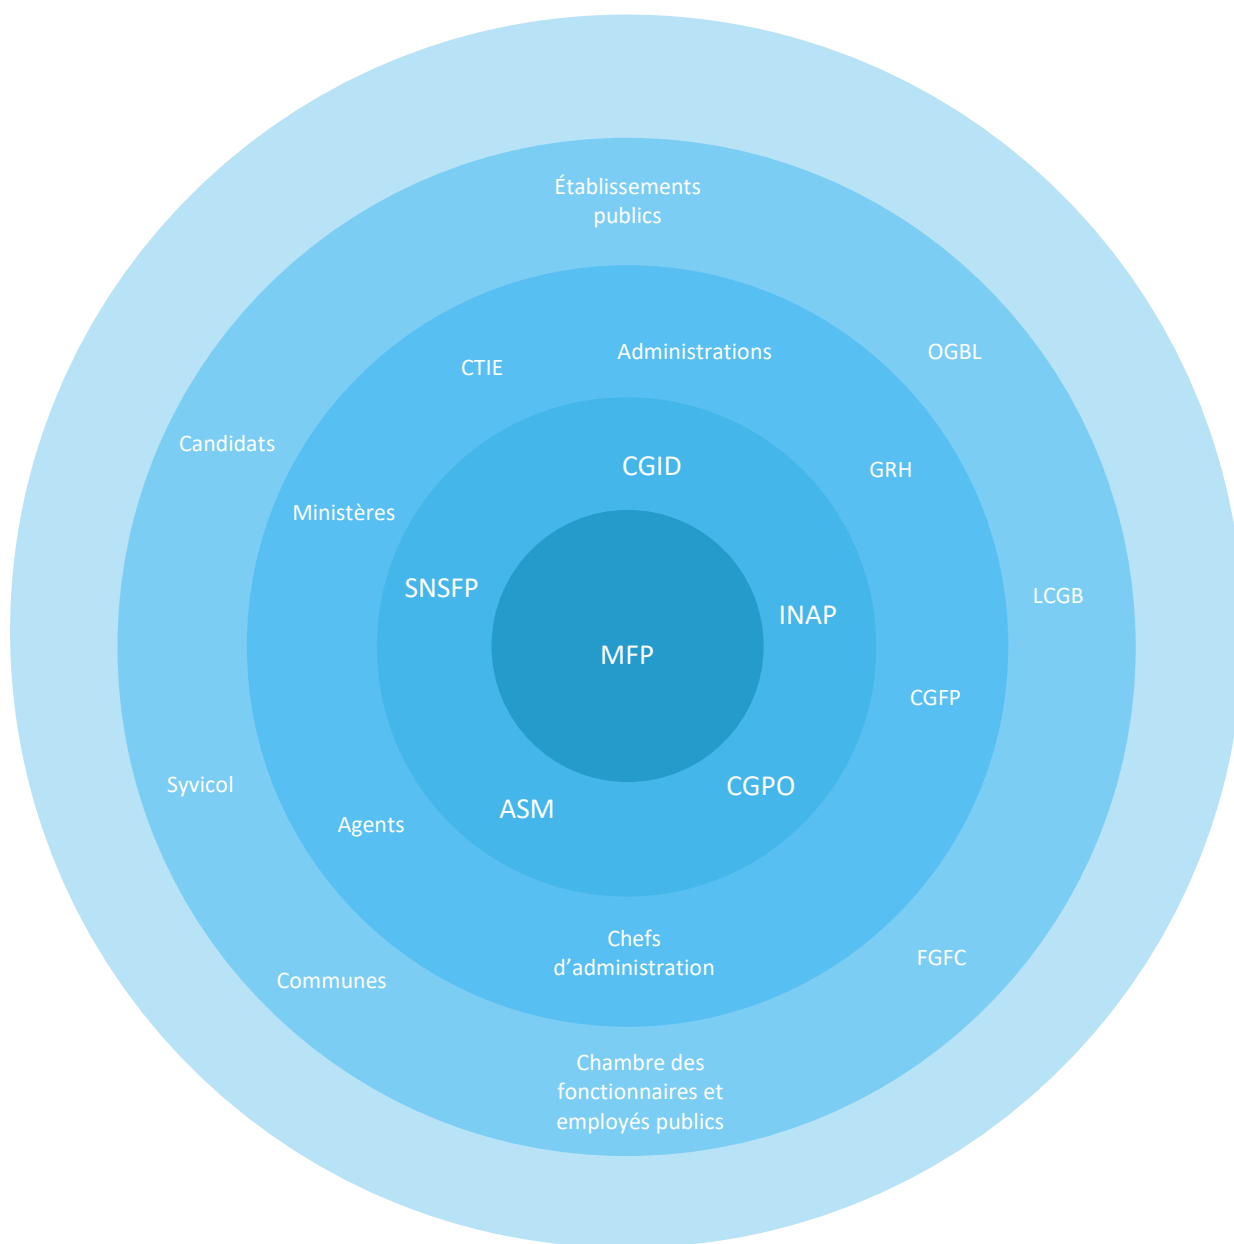 Établissements
publics
OGBL
Administrations
CTIE
Candidats
CGID
GRH
Ministères
SNSFP
LCGB
INAP
MFP
CGFP
Syvicol
CGPO
ASM
Agents
Chefs
d’administration
FGFC
Communes
Chambre des
fonctionnaires et
employés publics